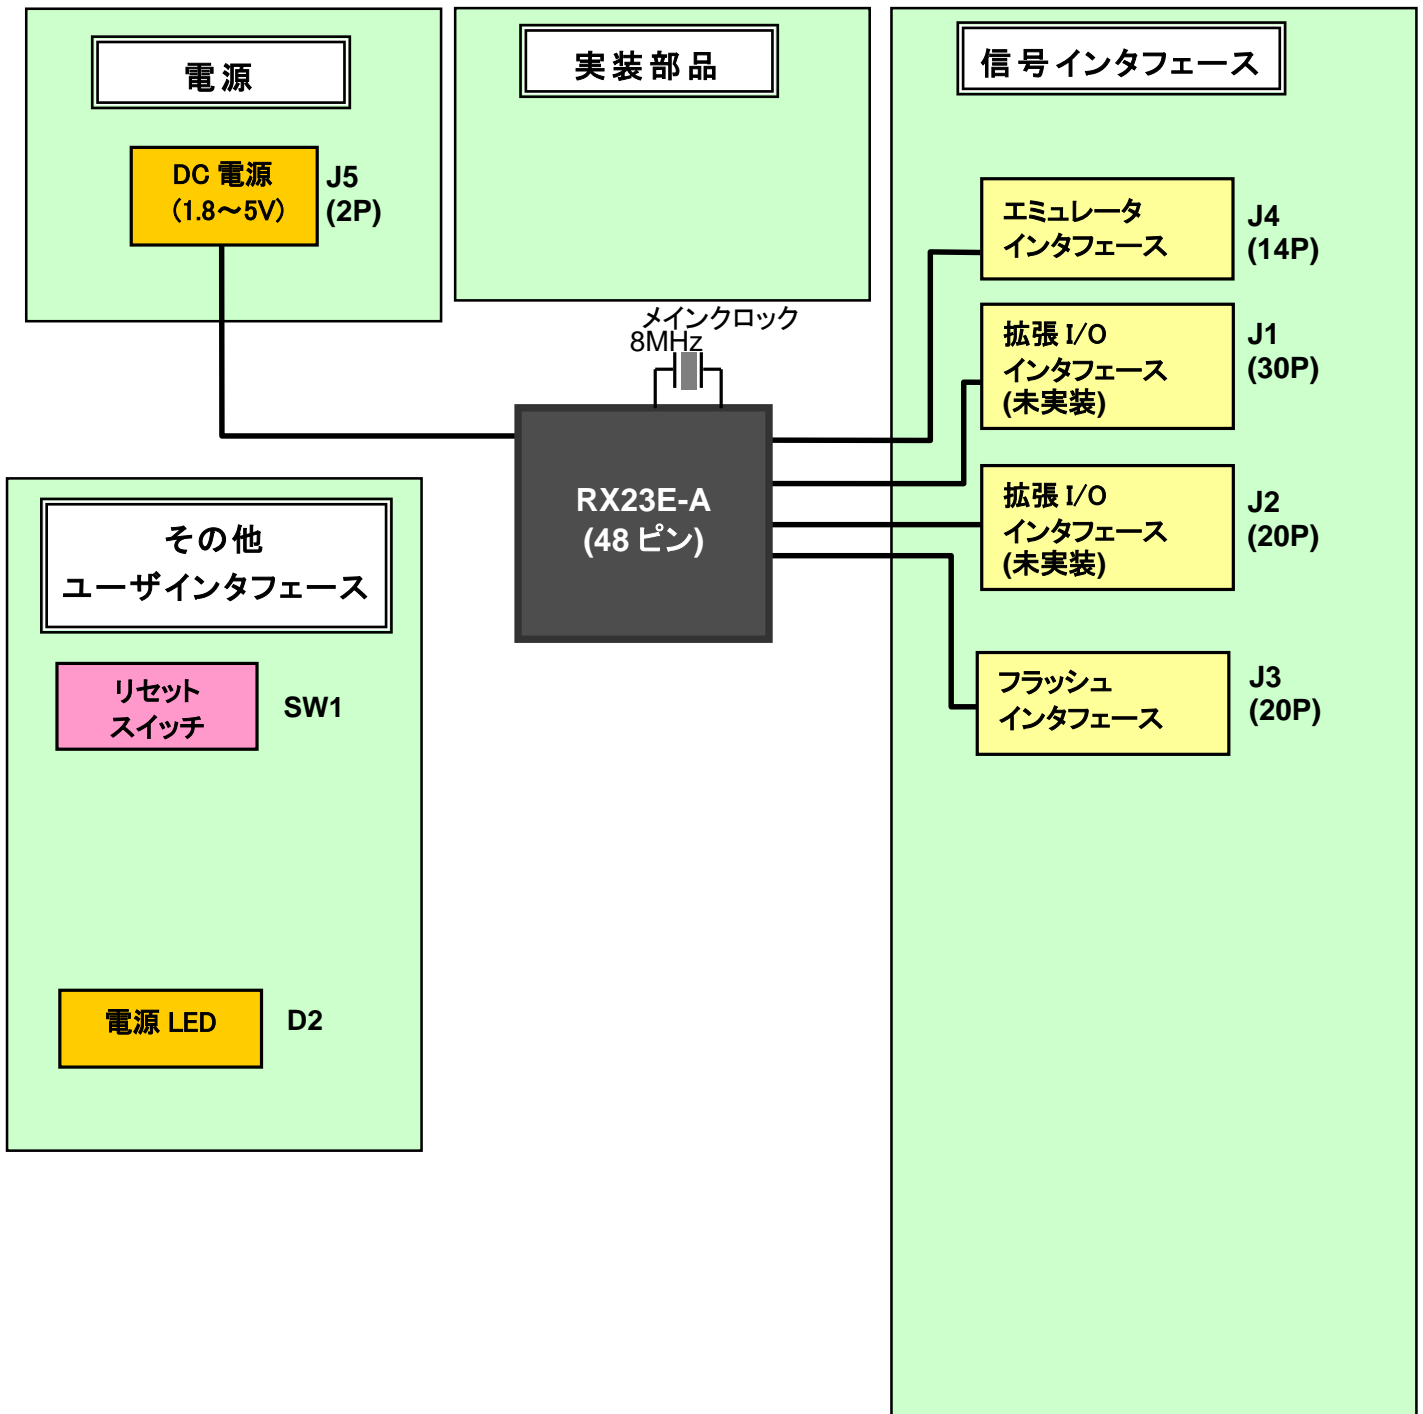 電源
DC 電源
(1.8～5V)
J5
(2P)
実装部品
信号インタフェース
エミュレータ
インタフェース
J4
(14P)
拡張 I/O
インタフェース
(未実装)
J1
(30P)
拡張 I/O
インタフェース
(未実装)
J2
(20P)
フラッシュ
インタフェース
J3
(20P)
メインクロック
8MHz
RX23E-A
(48 ピン)
その他
ユーザインタフェース
リセット
スイッチ
SW1
電源 LED
D2